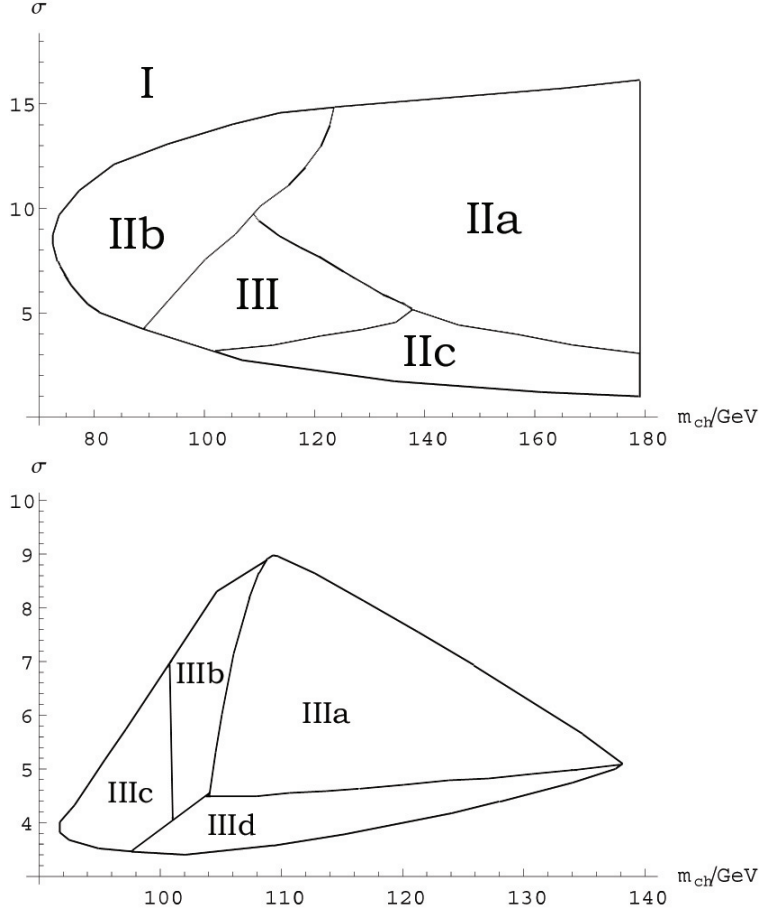 σ
I
15
10
IIb
IIa
III
5
IIc
80 100 120 140 160 180 m_ch/GeV
σ
10
9
8
7
IIIb
6
IIIa
5
IIIc
4
IIId
100 110 120 130 140 m_ch/GeV